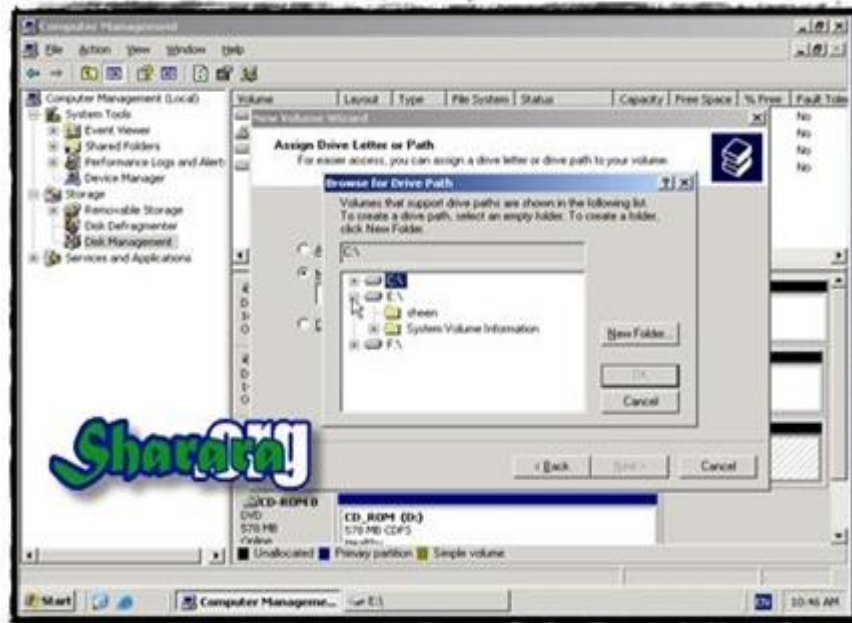 Computer Management
File Action View Window Help
Computer Management (Local)
System Tools
Event Viewer
Shared Folders
Performance Logs and Alert
Device Manager
Storage
Removable Storage
Disk Defragmenter
Disk Management
Services and Applications
Volume Layout Type File System Status Capacity Free Space % Free Fault Tole
No
No
No
No
New Volume Wizard
Assign Drive Letter or Path
For easier access, you can assign a drive letter or drive path to your volume.
Browse for Drive Path
Volumes that support drive paths are shown in the following list.
To create a drive path, select an empty folder. To create a folder,
click New Folder.
C:\
C:\
E:\
sheen
System Volume Information
F:\
New Folder...
OK
Cancel
< Back Next > Cancel
Sharara.org
CD-ROM 0
DVD
578 MB
Online
CD_ROM (D:)
578 MB CDFS
Healthy
Unallocated Primary partition Simple volume
Start Computer Manageme... E:\ EN 10:46 AM